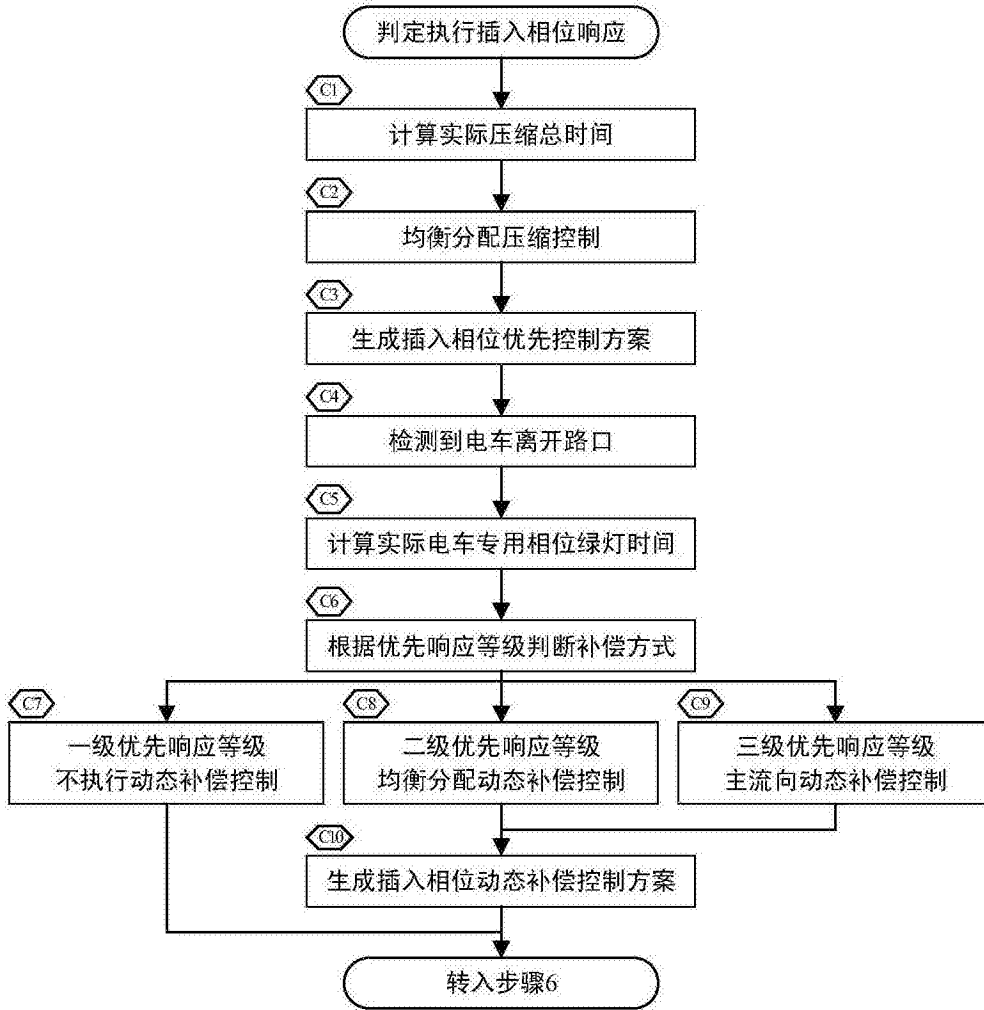 判定执行插入相位响应
C1
计算实际压缩总时间
C2
均衡分配压缩控制
C3
生成插入相位优先控制方案
C4
检测到电车离开路口
C5
计算实际电车专用相位绿灯时间
C6
根据优先响应等级判断补偿方式
C7
一级优先响应等级
不执行动态补偿控制
C8
二级优先响应等级
均衡分配动态补偿控制
C9
三级优先响应等级
主流向动态补偿控制
C10
生成插入相位动态补偿控制方案
转入步骤6